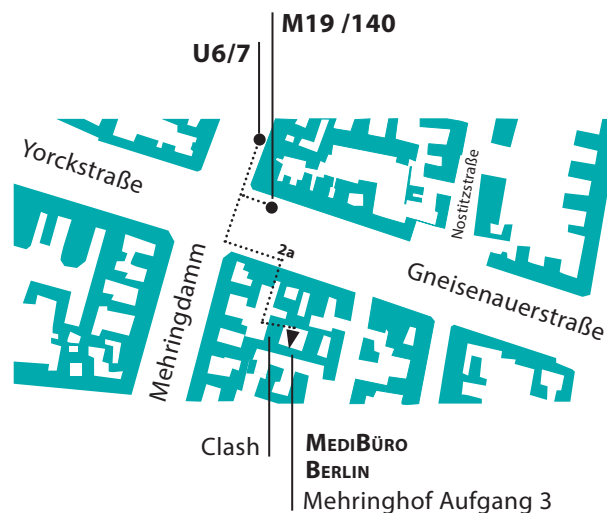 M19 /140
U6/7
Yorckstraße
Nostitzstraße
2a
Gneisenauerstraße
Mehringdamm
Clash
MediBüro
Berlin
Mehringhof Aufgang 3